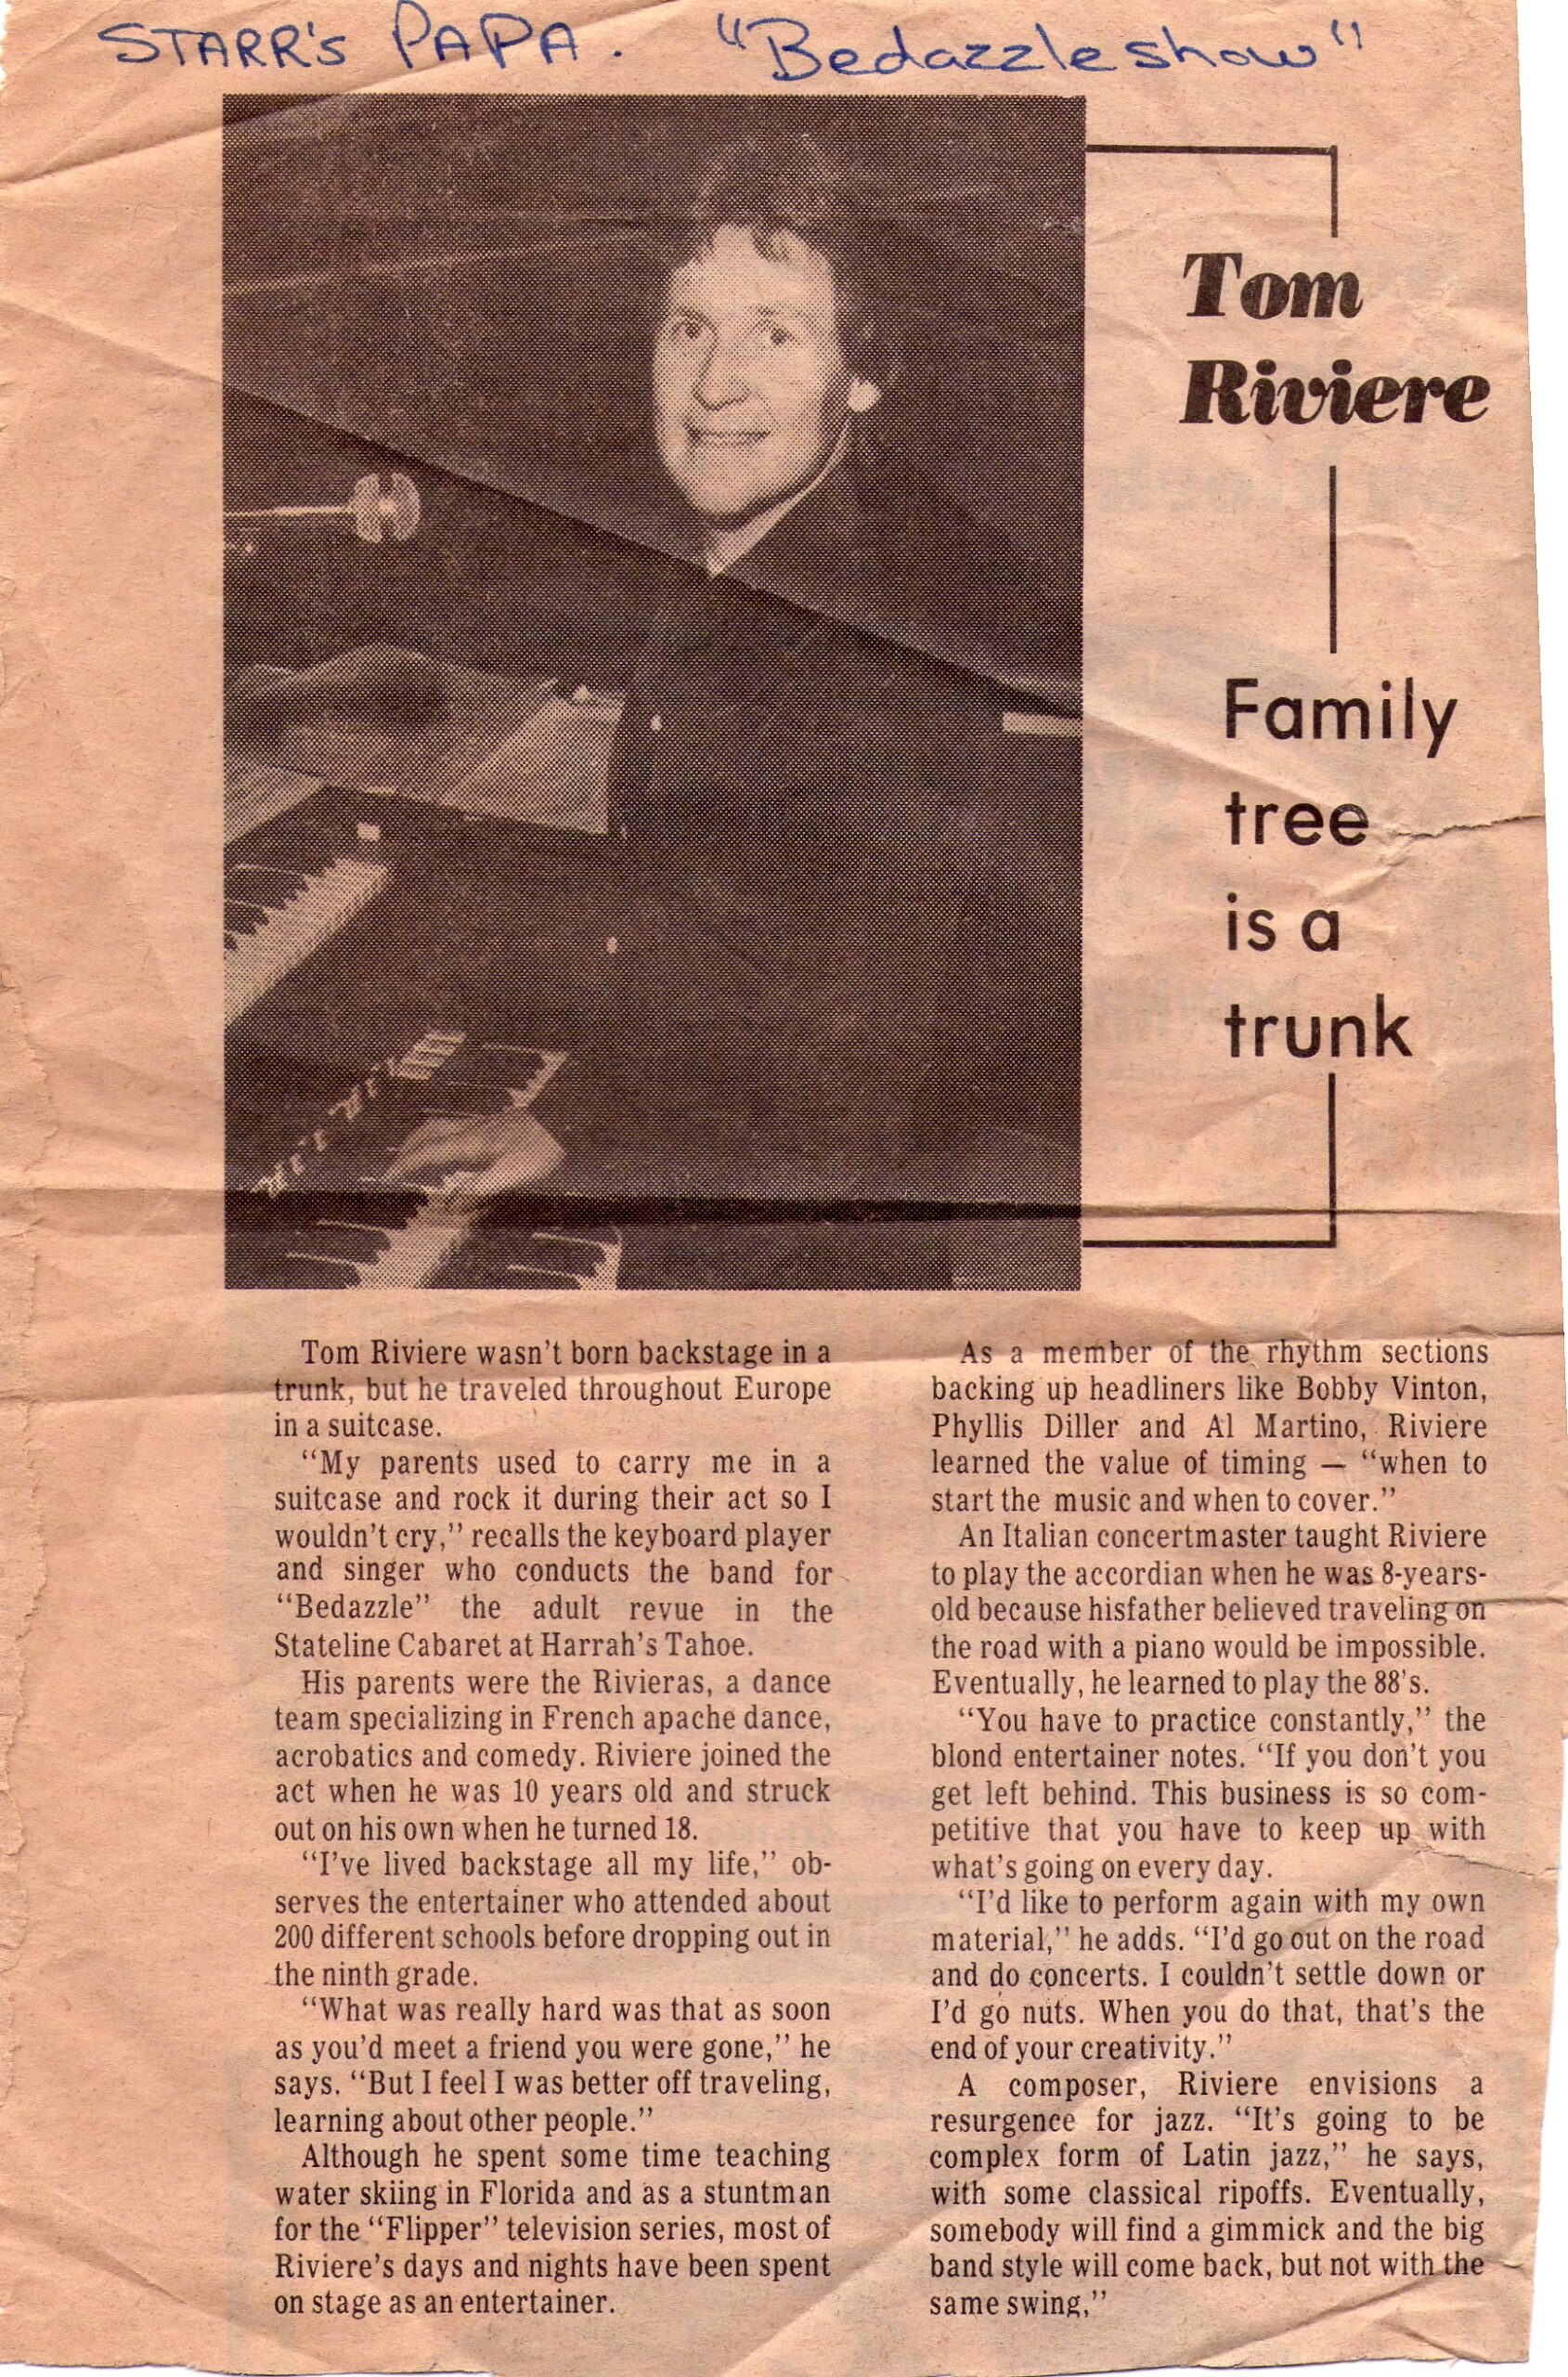 STARR'S PAPA. "Bedazzle show"
Tom
Riviere
Family
tree
is a
trunk
Tom Riviere wasn't born backstage in a
trunk, but he traveled throughout Europe
in a suitcase.
"My parents used to carry me in a
suitcase and rock it during their act so I
wouldn't cry," recalls the keyboard player
and singer who conducts the band for
"Bedazzle" the adult revue in the
Stateline Cabaret at Harrah's Tahoe.
His parents were the Rivieras, a dance
team specializing in French apache dance,
acrobatics and comedy. Riviere joined the
act when he was 10 years old and struck
out on his own when he turned 18.
"I've lived backstage all my life," ob-
serves the entertainer who attended about
200 different schools before dropping out in
the ninth grade.
"What was really hard was that as soon
as you'd meet a friend you were gone," he
says. "But I feel I was better off traveling,
learning about other people."
Although he spent some time teaching
water skiing in Florida and as a stuntman
for the "Flipper" television series, most of
Riviere's days and nights have been spent
on stage as an entertainer.
As a member of the rhythm sections
backing up headliners like Bobby Vinton,
Phyllis Diller and Al Martino, Riviere
learned the value of timing — "when to
start the music and when to cover."
An Italian concertmaster taught Riviere
to play the accordian when he was 8-years-
old because hisfather believed traveling on
the road with a piano would be impossible.
Eventually, he learned to play the 88's.
"You have to practice constantly," the
blond entertainer notes. "If you don't you
get left behind. This business is so com-
petitive that you have to keep up with
what's going on every day.
"I'd like to perform again with my own
material," he adds. "I'd go out on the road
and do concerts. I couldn't settle down or
I'd go nuts. When you do that, that's the
end of your creativity."
A composer, Riviere envisions a
resurgence for jazz. "It's going to be
complex form of Latin jazz," he says,
with some classical ripoffs. Eventually,
somebody will find a gimmick and the big
band style will come back, but not with the
same swing,"